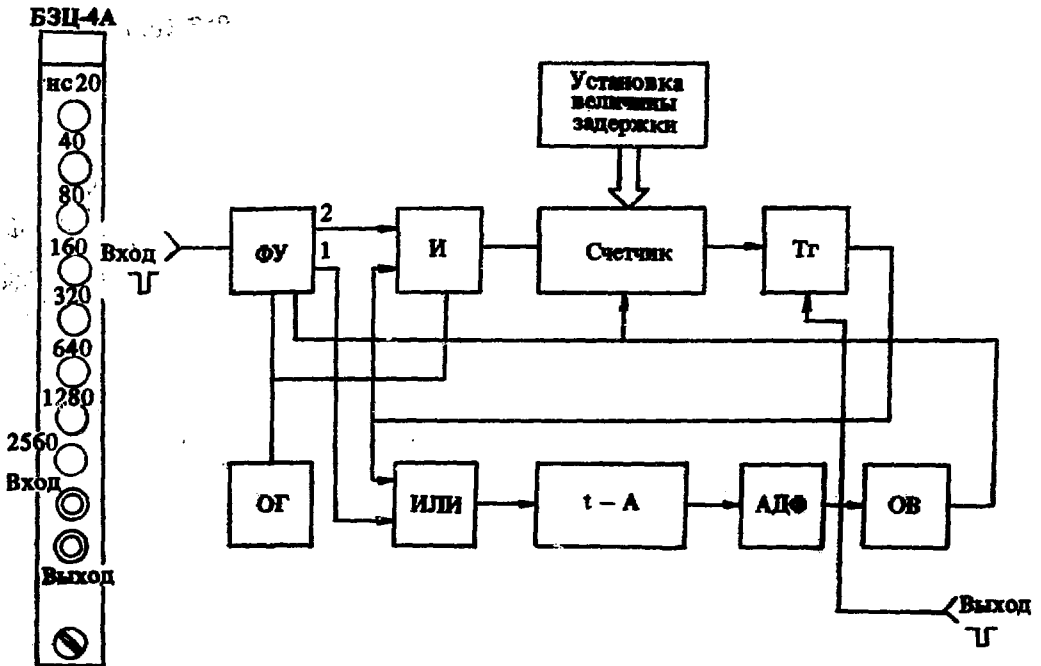 БЗЦ-4А
нс 20
40
80
160
320
640
1280
2560
Вход
Выход
Вход
ФУ
2
1
И
Установка
величины
задержки
Счетчик
Тг
ОГ
ИЛИ
t – A
АДФ
ОВ
Выход